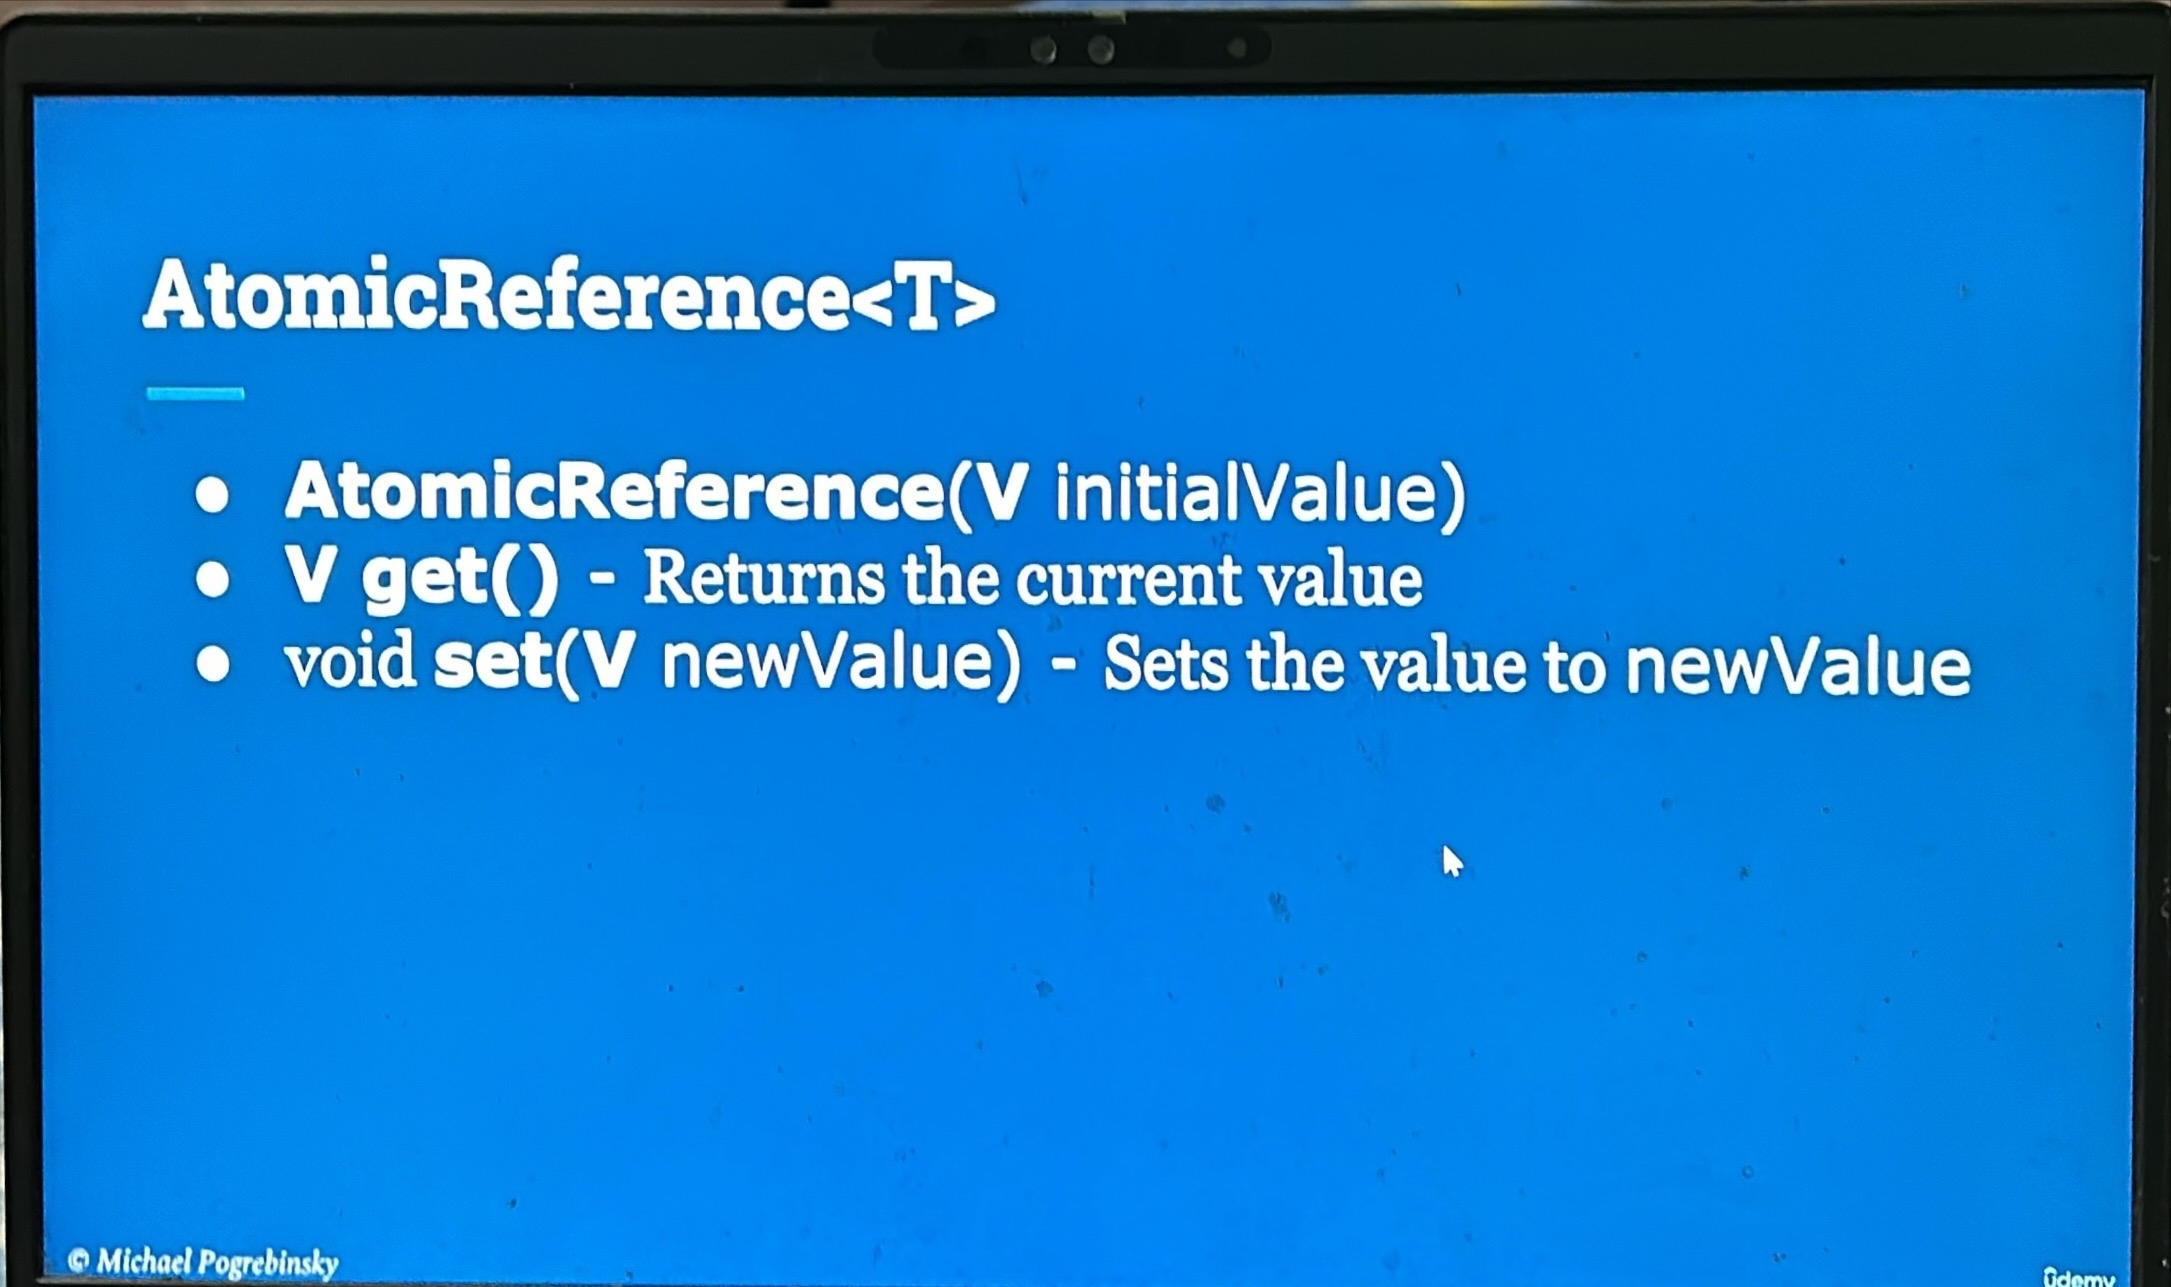 AtomicReference<T>
● AtomicReference(V initialValue)
● V get() - Returns the current value
● void set(V newValue) - Sets the value to newValue
© Michael Pogrebinsky
ûdemy